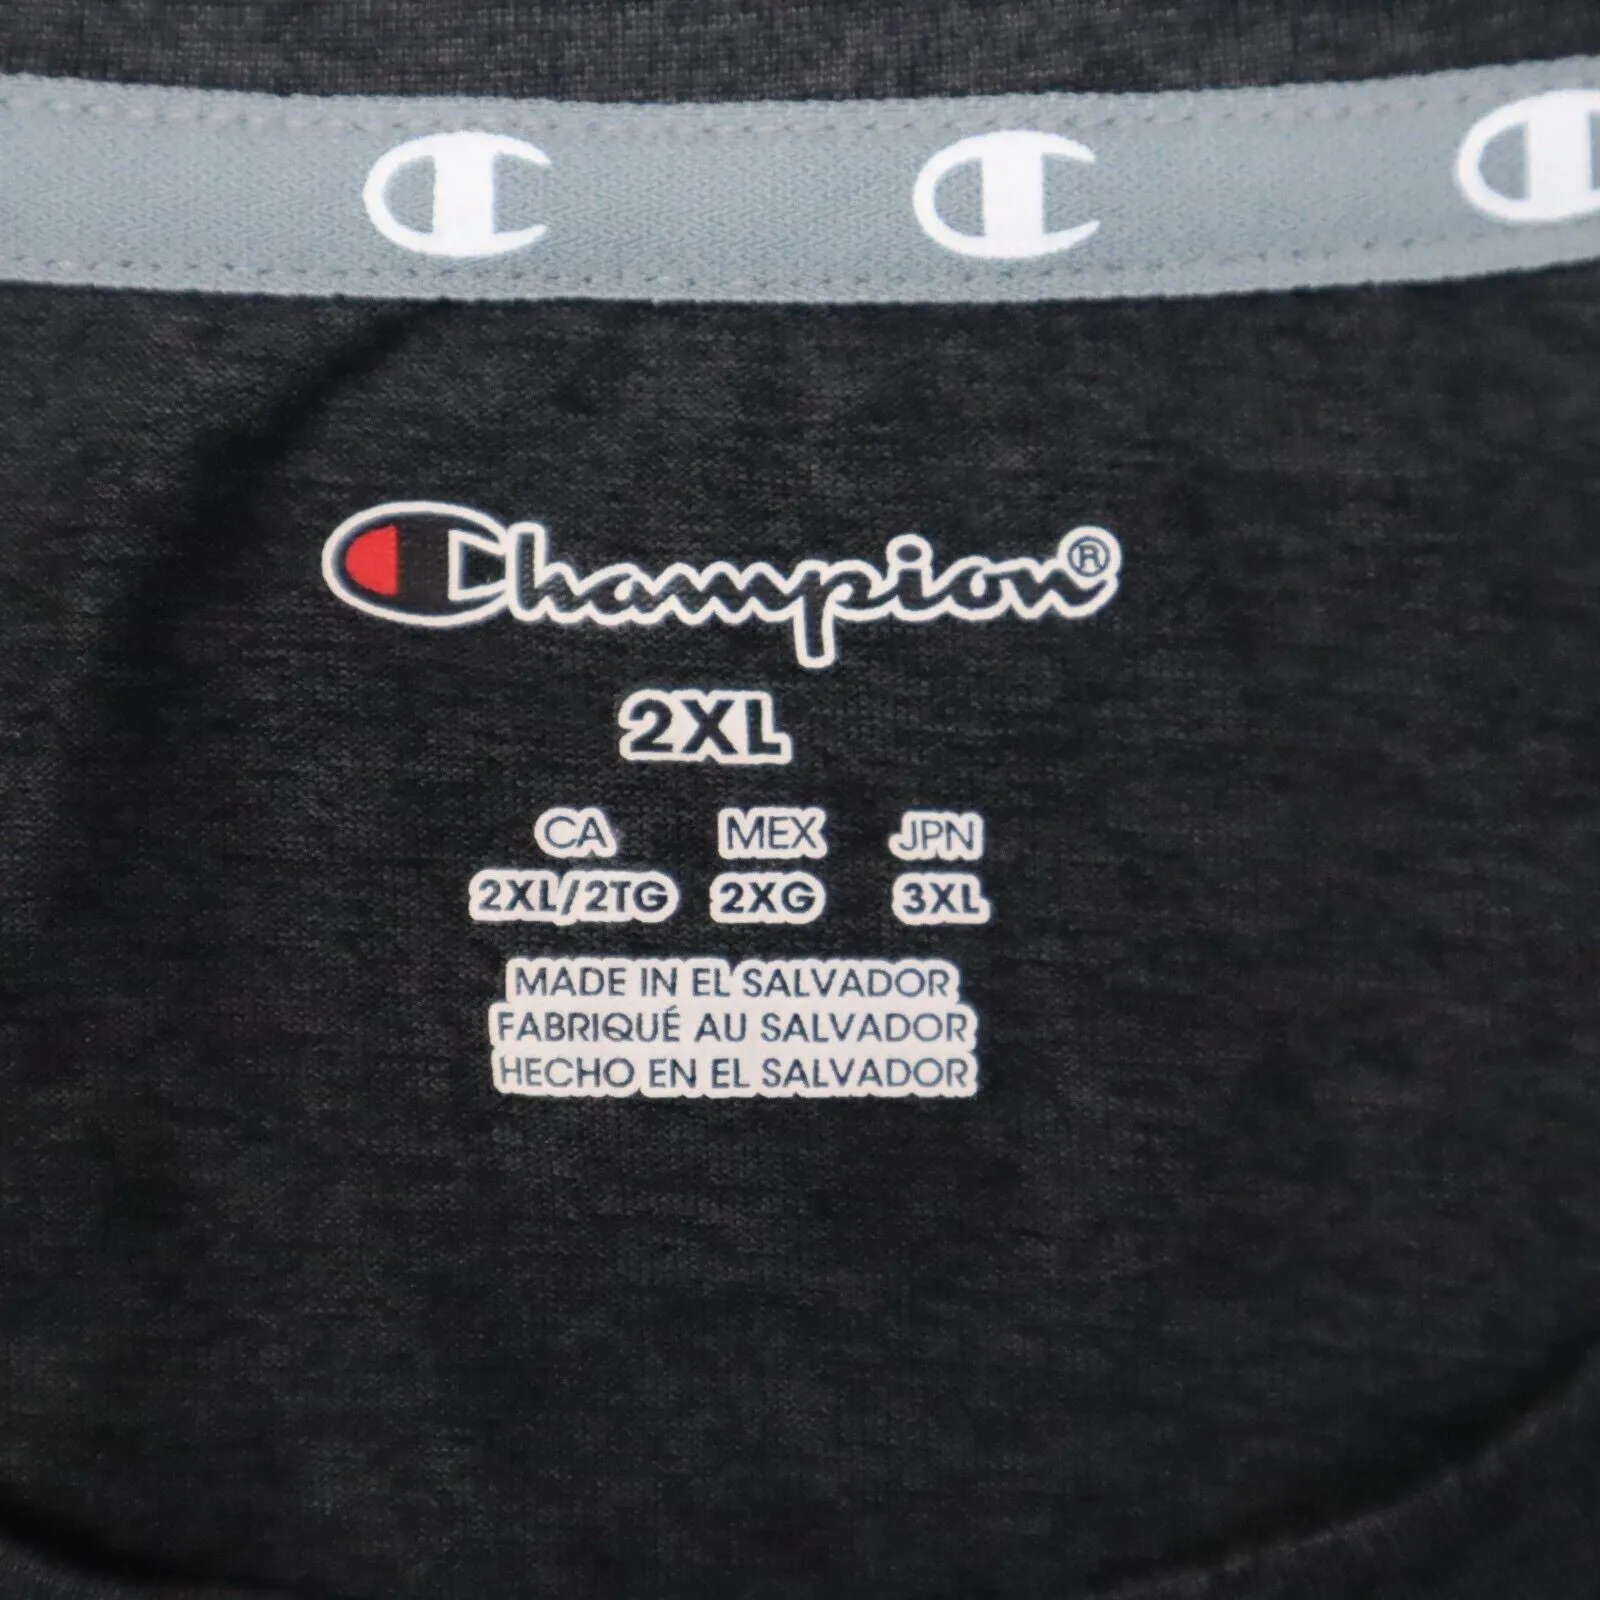 Champion®
2XL
CA MEX JPN
2XL/2TG 2XG 3XL
MADE IN EL SALVADOR
FABRIQUÉ AU SALVADOR
HECHO EN EL SALVADOR